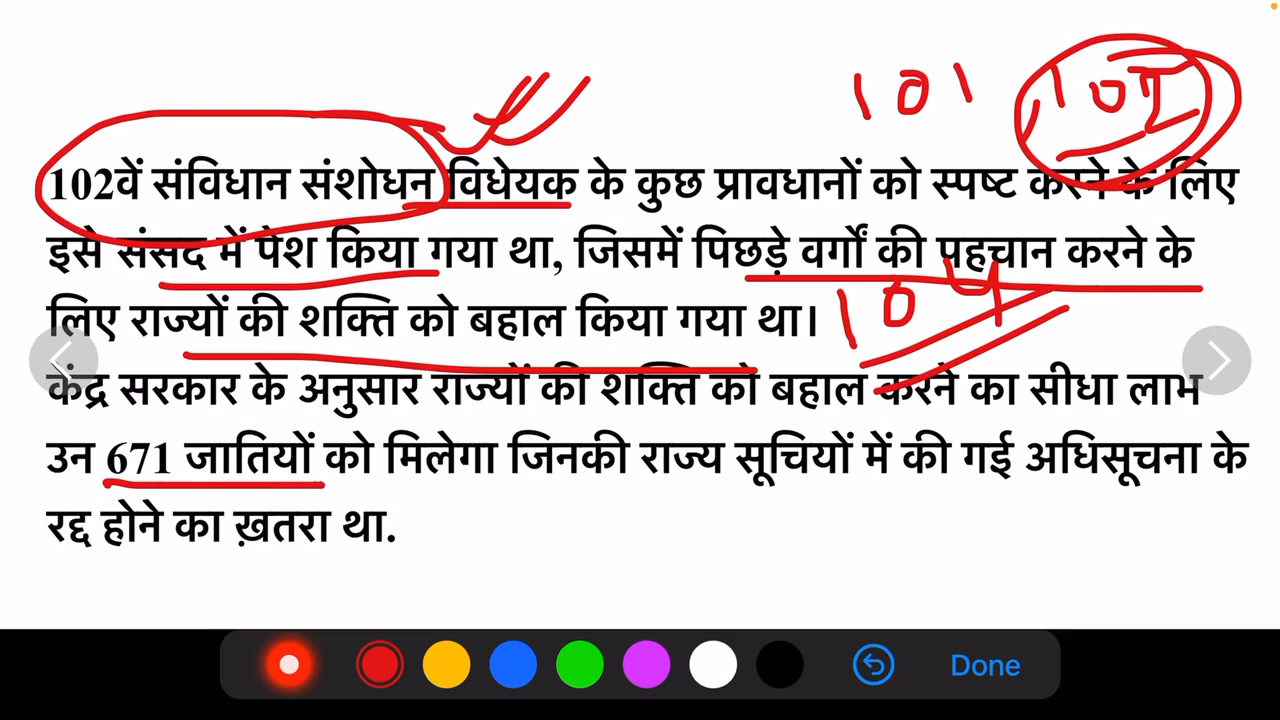 101 102
102वें संविधान संशोधन विधेयक के कुछ प्रावधानों को स्पष्ट करने के लिए
इसे संसद में पेश किया गया था, जिसमें पिछड़े वर्गों की पहचान करने के
लिए राज्यों की शक्ति को बहाल किया गया था। 104
केंद्र सरकार के अनुसार राज्यों की शक्ति को बहाल करने का सीधा लाभ
उन 671 जातियों को मिलेगा जिनकी राज्य सूचियों में की गई अधिसूचना के
रद्द होने का ख़तरा था.
Done